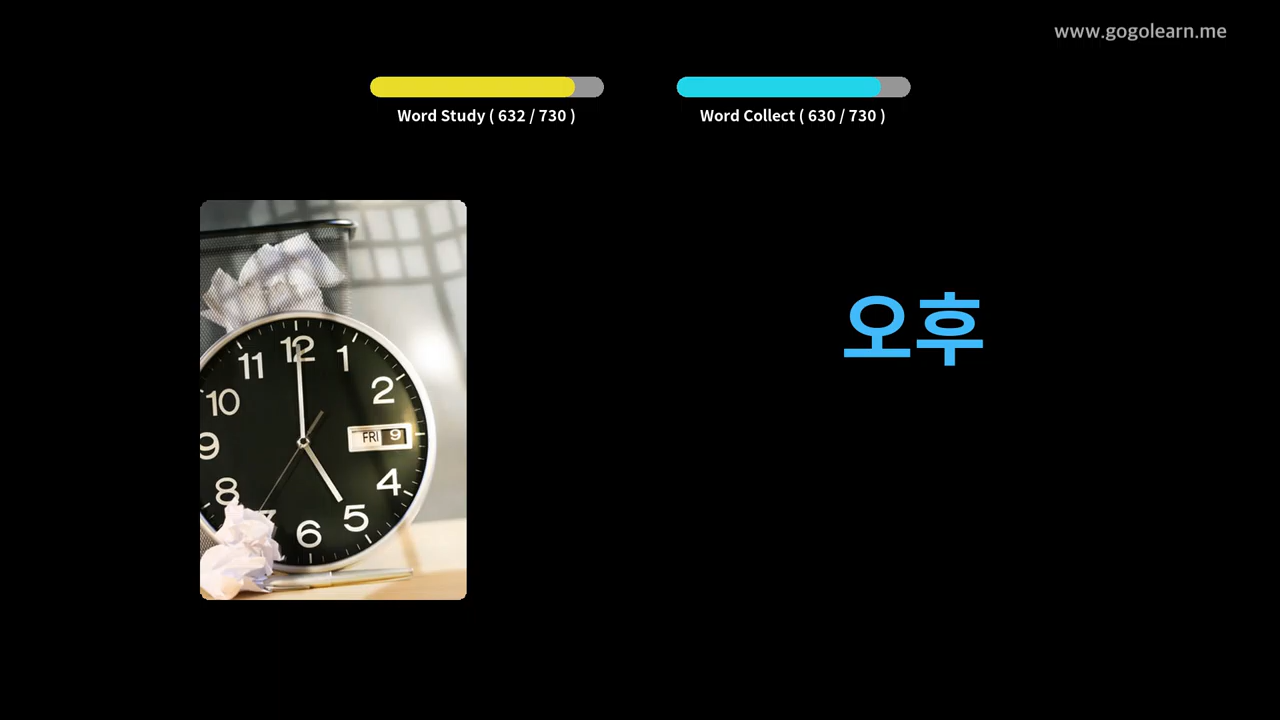 www.gogolearn.me
Word Study ( 632 / 730 )
Word Collect ( 630 / 730 )
11
12
1
10
2
9
FRI 9
8
4
7
5
6
오후